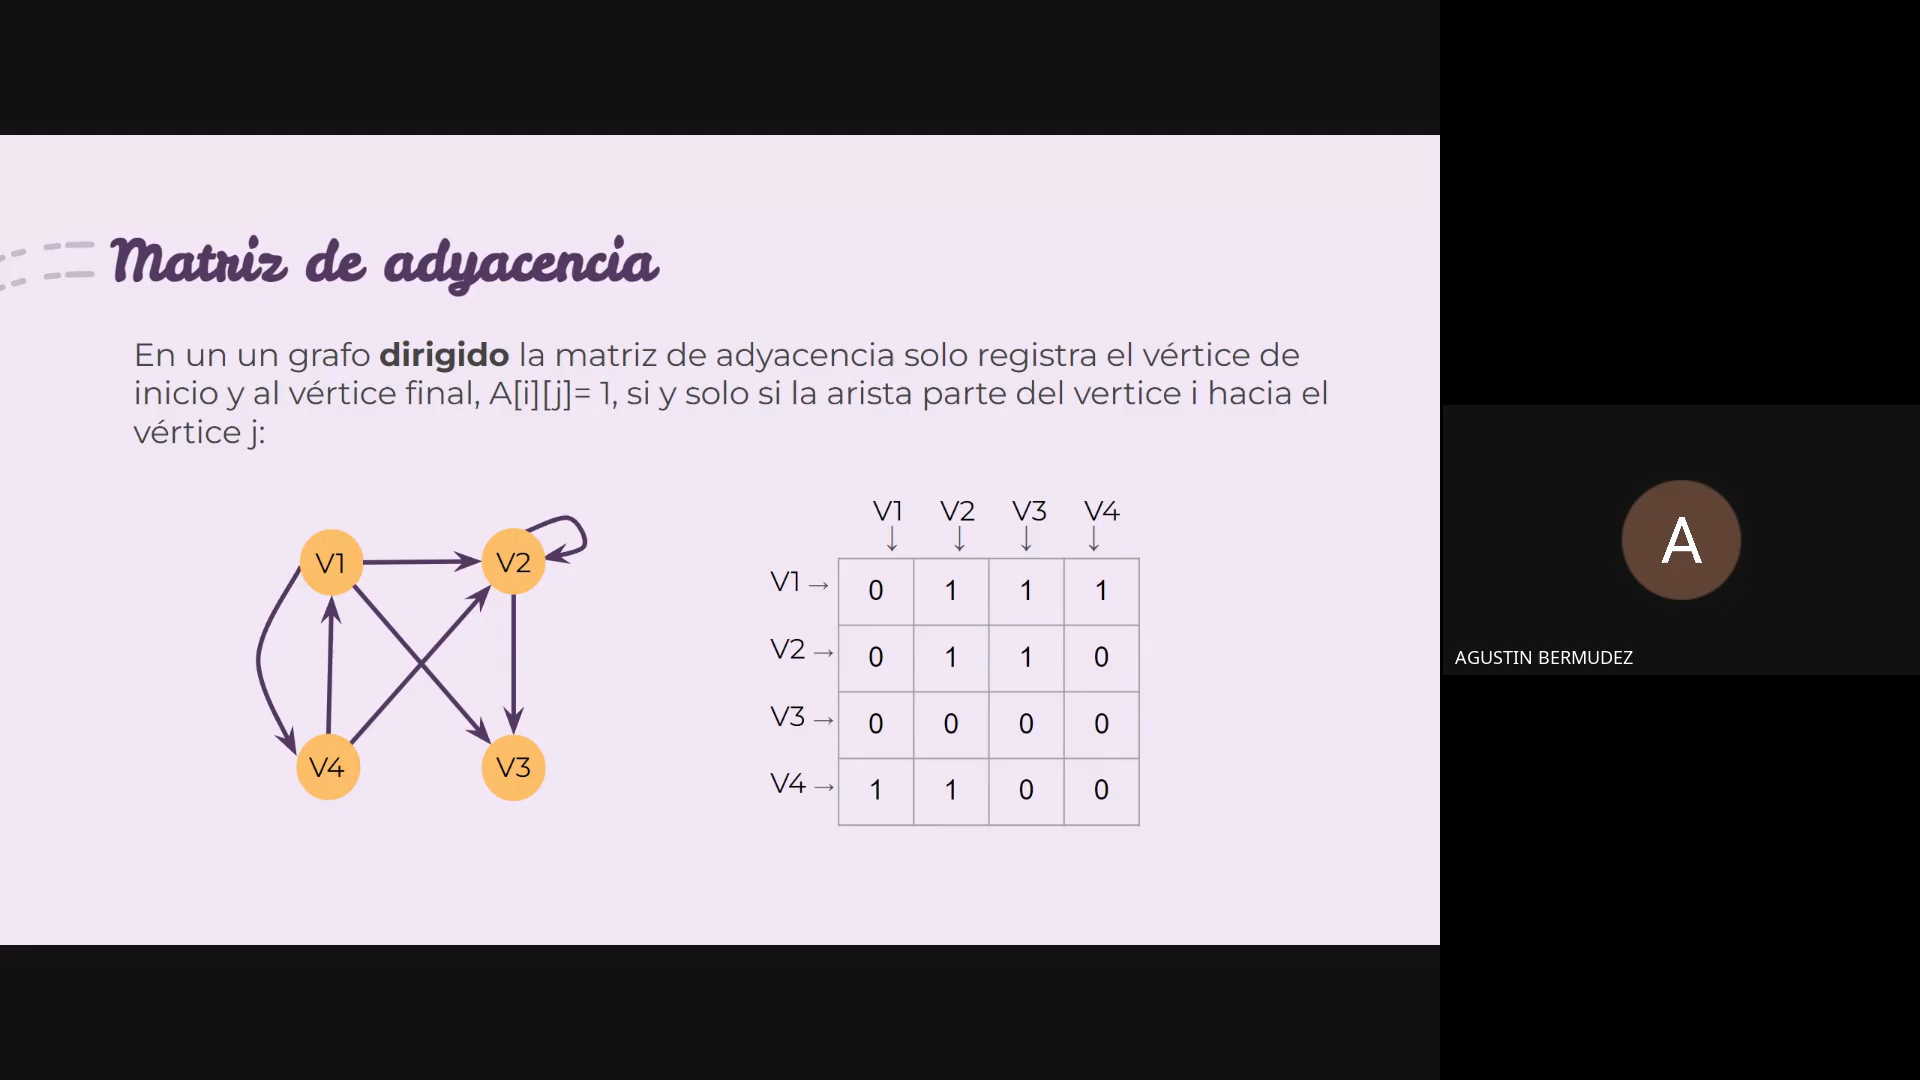 Matriz de adyacencia
En un un grafo dirigido la matriz de adyacencia solo registra el vértice de
inicio y al vértice final, A[i][j]= 1, si y solo si la arista parte del vertice i hacia el
vértice j:
V1 V2
V4 V3
V1 V2 V3 V4
↓ ↓ ↓ ↓
V1→ 0 1 1 1
V2→ 0 1 1 0
V3→ 0 0 0 0
V4→ 1 1 0 0
A
AGUSTIN BERMUDEZ